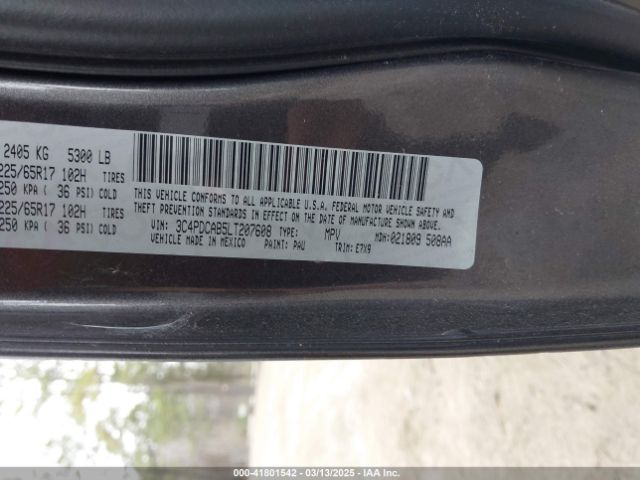 2405 KG 5300 LB
225/65R17 102H TIRES
250 KPA ( 36 PSI) COLD
225/65R17 102H TIRES
250 KPA ( 36 PSI) COLD
THIS VEHICLE CONFORMS TO ALL APPLICABLE U.S.A. FEDERAL MOTOR VEHICLE SAFETY AND
THEFT PREVENTION STANDARDS IN EFFECT ON THE DATE OF MANUFACTURE SHOWN ABOVE.
VIN: 3C4PDCAB5LT207608 TYPE: MPV MDH:021809 508AA
VEHICLE MADE IN MEXICO PAINT: PAU TRIM: E7X9
000-41801542 - 03/13/2025 - IAA Inc.